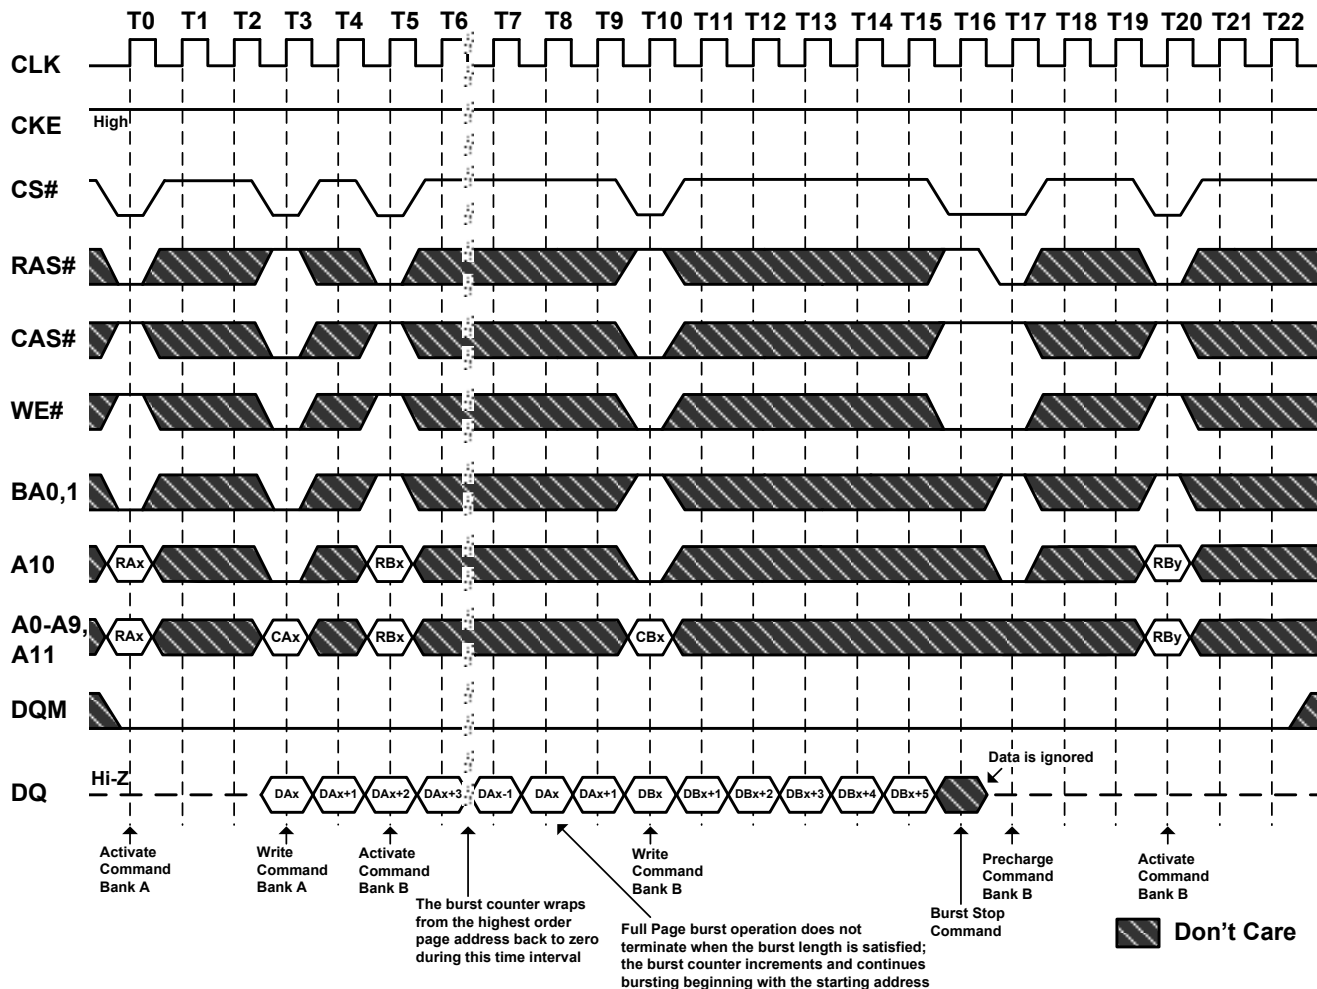 T0 T1 T2 T3 T4 T5 T6 T7 T8 T9 T10 T11 T12 T13 T14 T15 T16 T17 T18 T19 T20 T21 T22
CLK
CKE High
CS#
RAS#
CAS#
WE#
BA0,1
A10 RAx RBx RBy
A0-A9,
A11 RAx CAx RBx CBx RBy
DQM
DQ Hi-Z DAx DAx+1 DAx+2 DAx+3 DAx-1 DAx DAx+1 DBx DBx+1 DBx+2 DBx+3 DBx+4 DBx+5
Data is ignored
Activate
Command
Bank A
Write
Command
Bank A
Activate
Command
Bank B
The burst counter wraps
from the highest order
page address back to zero
during this time interval
Write
Command
Bank B
Full Page burst operation does not
terminate when the burst length is satisfied;
the burst counter increments and continues
bursting beginning with the starting address
Burst Stop
Command
Precharge
Command
Bank B
Activate
Command
Bank B
Don't Care